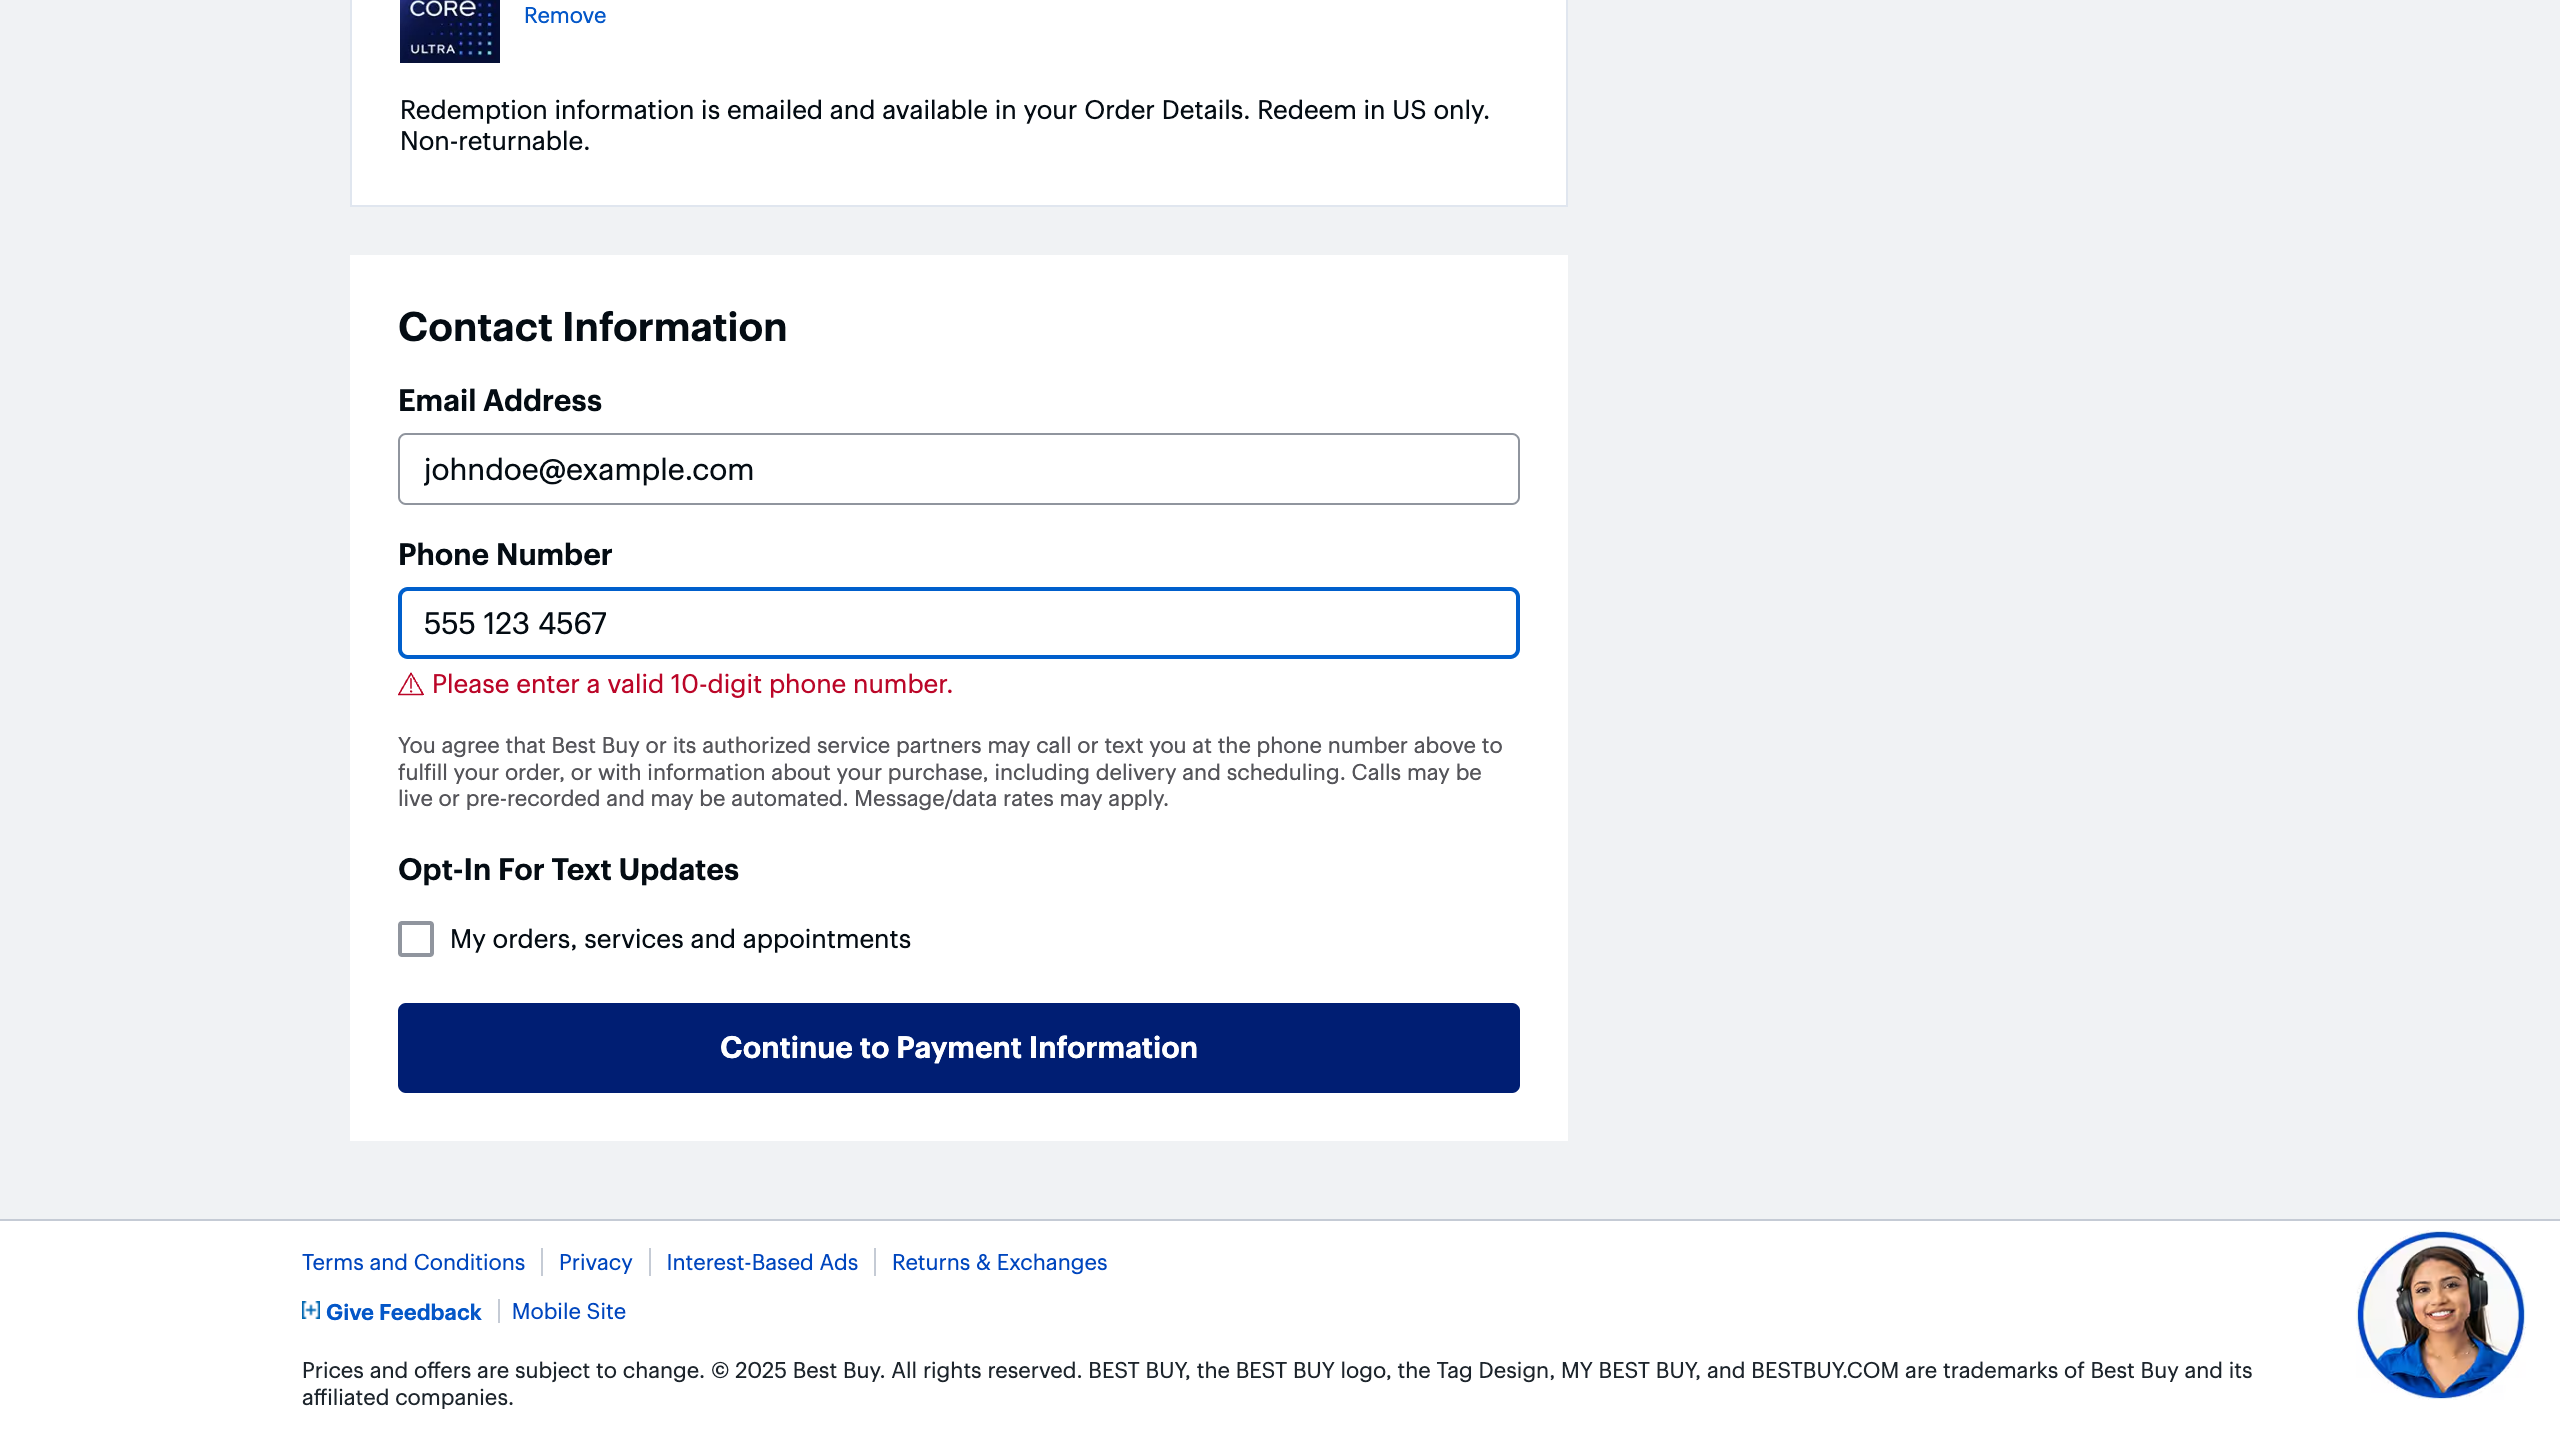 CORE
ULTRA
Remove
Redemption information is emailed and available in your Order Details. Redeem in US only.
Non-returnable.
Contact Information
Email Address
johndoe@example.com
Phone Number
555 123 4567
Please enter a valid 10-digit phone number.
You agree that Best Buy or its authorized service partners may call or text you at the phone number above to
fulfill your order, or with information about your purchase, including delivery and scheduling. Calls may be
live or pre-recorded and may be automated. Message/data rates may apply.
Opt-In For Text Updates
My orders, services and appointments
Continue to Payment Information
Terms and Conditions Privacy Interest-Based Ads Returns & Exchanges
[+] Give Feedback Mobile Site
Prices and offers are subject to change. © 2025 Best Buy. All rights reserved. BEST BUY, the BEST BUY logo, the Tag Design, MY BEST BUY, and BESTBUY.COM are trademarks of Best Buy and its
affiliated companies.